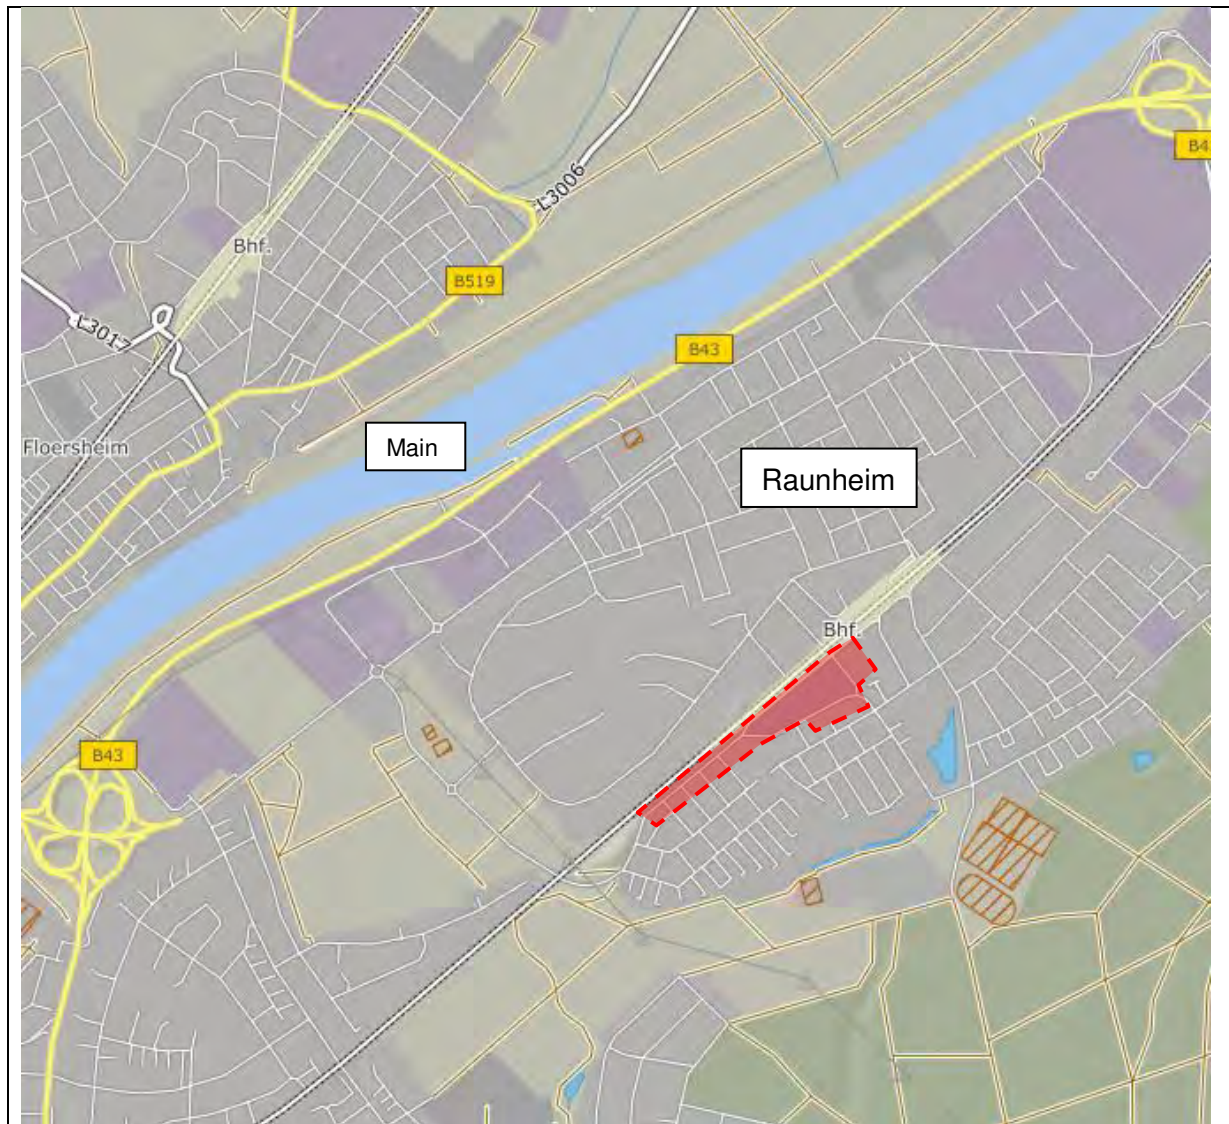 B4
L3006
Bhf.
B519
L3017
B43
Main
Floersheim
Raunheim
Bhf.
B43